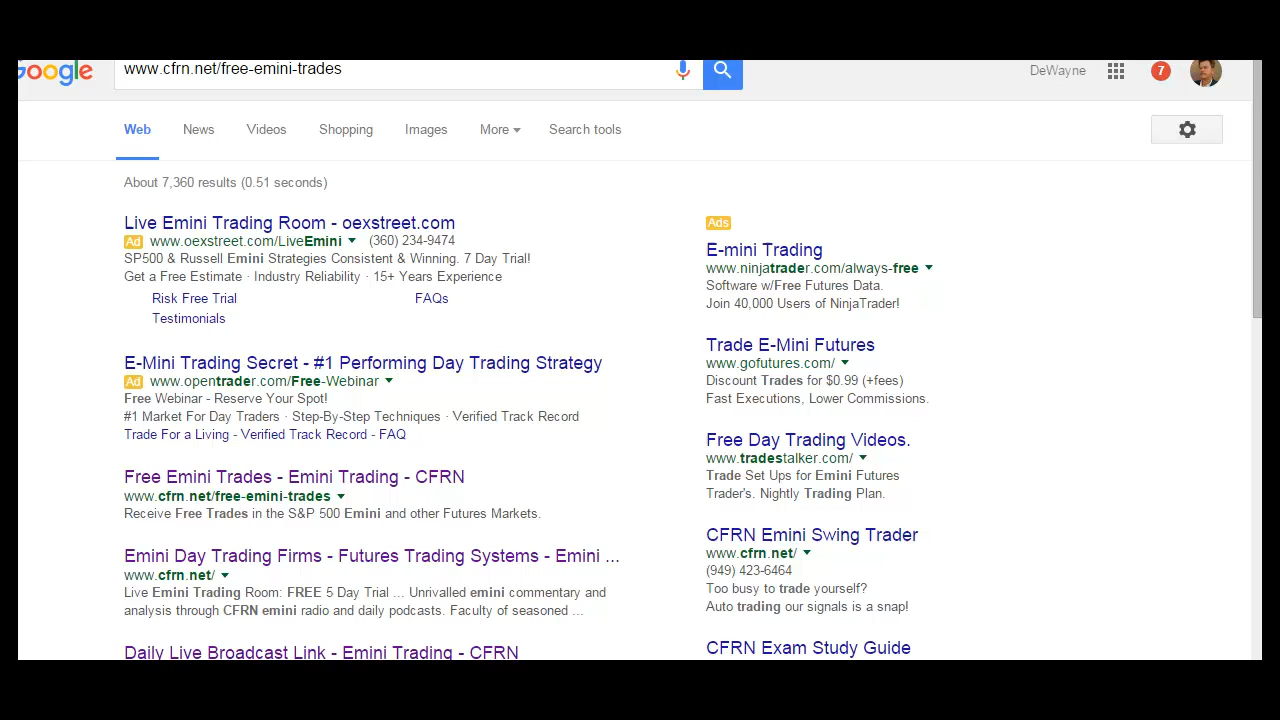 Google
www.cfrn.net/free-emini-trades
DeWayne
7
Web News Videos Shopping Images More Search tools
About 7,360 results (0.51 seconds)
Live Emini Trading Room - oexstreet.com
Ad www.oexstreet.com/LiveEmini (360) 234-9474
SP500 & Russell Emini Strategies Consistent & Winning. 7 Day Trial!
Get a Free Estimate · Industry Reliability · 15+ Years Experience
Risk Free Trial FAQs
Testimonials
E-Mini Trading Secret - #1 Performing Day Trading Strategy
Ad www.opentrader.com/Free-Webinar
Free Webinar - Reserve Your Spot!
#1 Market For Day Traders · Step-By-Step Techniques · Verified Track Record
Trade For a Living - Verified Track Record - FAQ
Free Emini Trades - Emini Trading - CFRN
www.cfrn.net/free-emini-trades
Receive Free Trades in the S&P 500 Emini and other Futures Markets.
Emini Day Trading Firms - Futures Trading Systems - Emini ...
www.cfrn.net/
Live Emini Trading Room: FREE 5 Day Trial ... Unrivalled emini commentary and
analysis through CFRN emini radio and daily podcasts. Faculty of seasoned ...
Daily Live Broadcast Link - Emini Trading - CFRN
Ads
E-mini Trading
www.ninjatrader.com/always-free
Software w/Free Futures Data.
Join 40,000 Users of NinjaTrader!
Trade E-Mini Futures
www.gofutures.com/
Discount Trades for $0.99 (+fees)
Fast Executions, Lower Commissions.
Free Day Trading Videos.
www.tradestalker.com/
Trade Set Ups for Emini Futures
Trader's. Nightly Trading Plan.
CFRN Emini Swing Trader
www.cfrn.net/
(949) 423-6464
Too busy to trade yourself?
Auto trading our signals is a snap!
CFRN Exam Study Guide